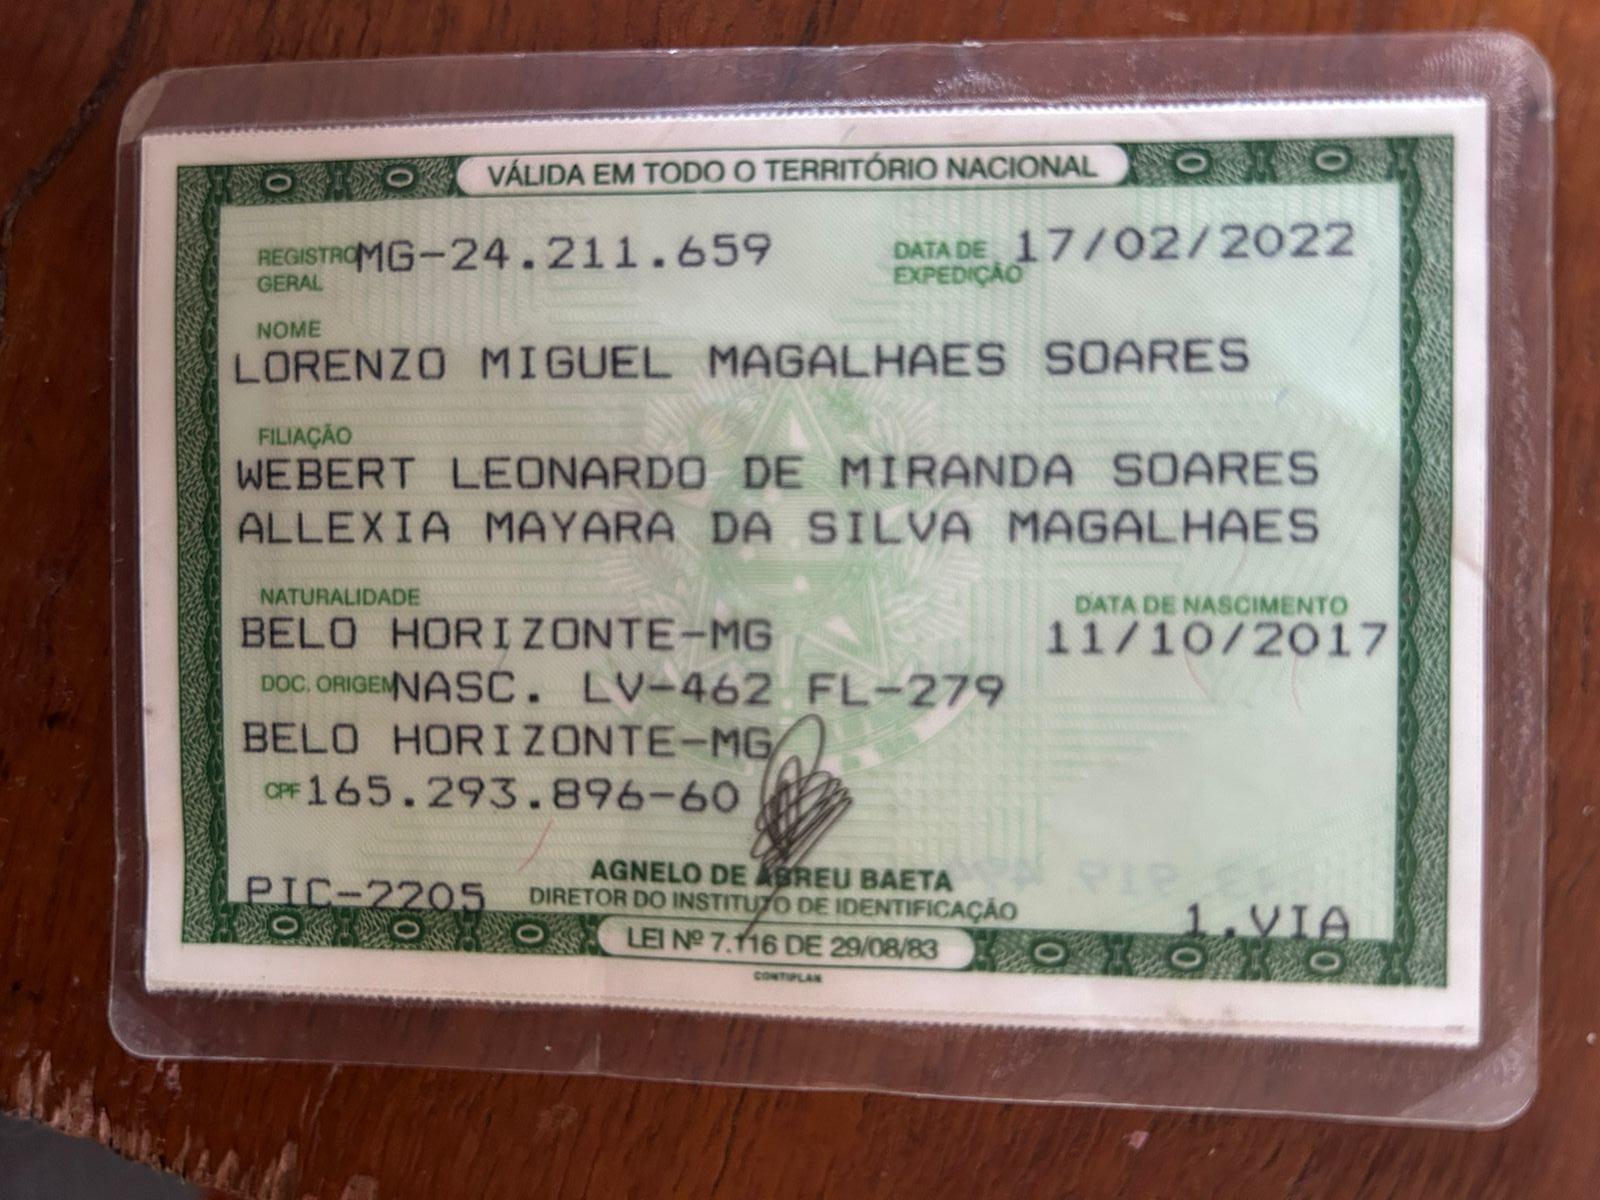 VÁLIDA EM TODO O TERRITÓRIO NACIONAL
REGISTRO GERAL MG-24.211.659 DATA DE EXPEDIÇÃO 17/02/2022
NOME
LORENZO MIGUEL MAGALHAES SOARES
FILIAÇÃO
WEBERT LEONARDO DE MIRANDA SOARES
ALLEXIA MAYARA DA SILVA MAGALHAES
NATURALIDADE DATA DE NASCIMENTO
BELO HORIZONTE-MG 11/10/2017
DOC. ORIGEM NASC. LV-462 FL-279
BELO HORIZONTE-MG
CPF 165.293.896-60
AGNELO DE ABREU BAETA
PIC-2205 DIRETOR DO INSTITUTO DE IDENTIFICAÇÃO 1.VIA
LEI Nº 7.116 DE 29/08/83
CONTIPLAN